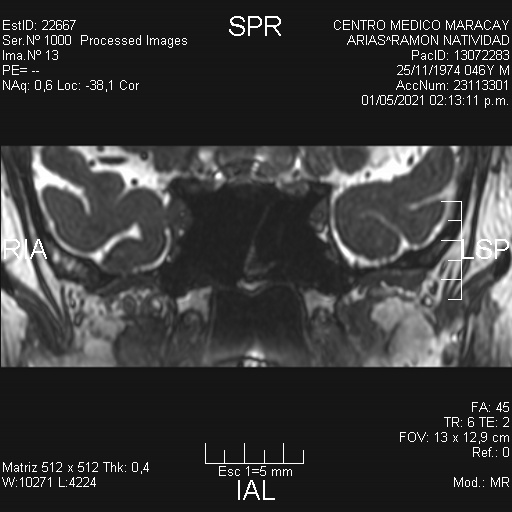 EstID: 22667
Ser.Nº 1000 Processed Images
Ima.Nº 13
PE= --
NAq: 0,6 Loc: -38,1 Cor
SPR
CENTRO MEDICO MARACAY
ARIAS^RAMON NATIVIDAD
PacID: 13072283
25/11/1974 046Y M
AccNum: 23113301
01/05/2021 02:13:11 p.m.
RIA
LSP
FA: 45
TR: 6 TE: 2
FOV: 13 x 12,9 cm
Ref.: 0
Matriz 512 x 512 Thk: 0,4
W:10271 L:4224
Esc 1=5 mm
IAL
Mod.: MR